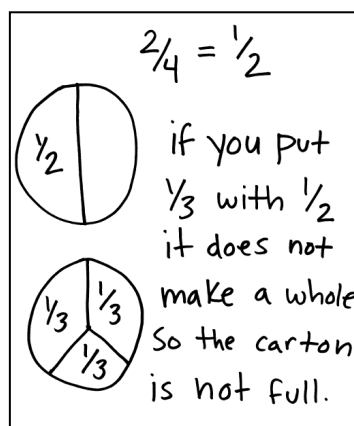 2/4 = 1/2
1/2
if you put
1/3 with 1/2
it does not
make a whole
so the carton
is not full.
1/3
1/3
1/3